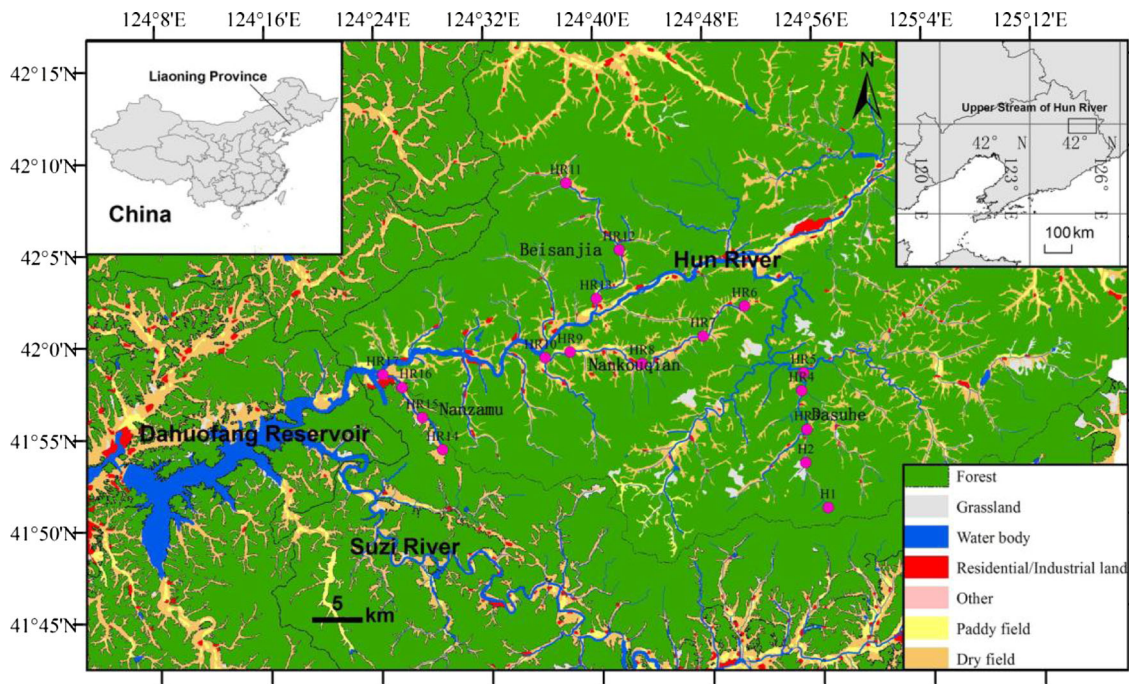 124°8'E
124°16'E
124°24'E
124°32'E
124°40'E
124°48'E
124°56'E
125°4'E
125°12'E
42°15'N
42°10'N
42°5'N
42°0'N
41°55'N
41°50'N
41°45'N
Liaoning Province
China
N
Upper Stream of Hun River
42° N
42° N
120° E
123° E
126° E
100 km
HR11
HR12
Beisanjia
Hun River
HR13
HR6
HR7
HR10
HR9
HR8
Nankouqian
HR17
HR16
HR15
Nanzamu
HR14
HR5
HR4
Dasuhe
H2
H1
Dahuofang Reservoir
Suzi River
5
km
Forest
Grassland
Water body
Residential/Industrial land
Other
Paddy field
Dry field